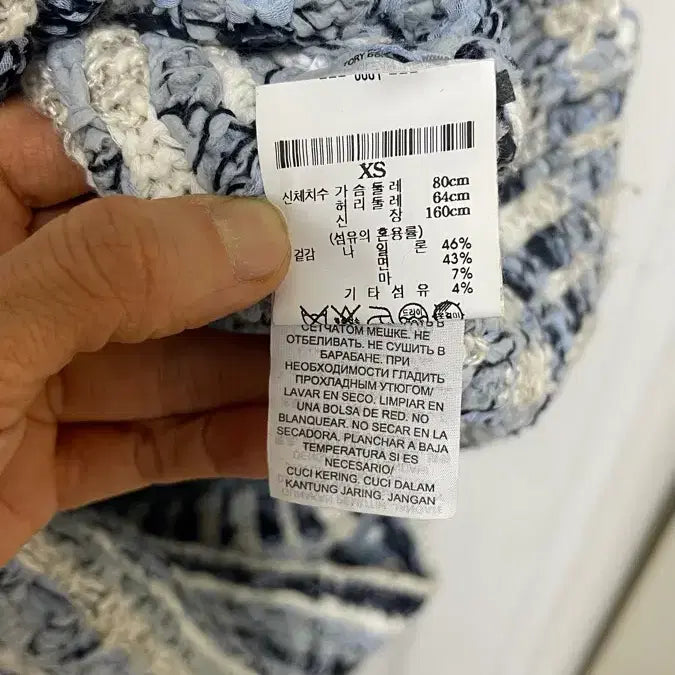 0001
XS
신체치수 가 슴 둘 레 80cm
허 리 둘 레 64cm
신 장 160cm
(섬유의 혼용률)
겉감 나 일 론 46%
면 43%
마 7%
기 타 섬 유 4%
드라이
СЕТЧАТОМ МЕШКЕ. НЕ
ОТБЕЛИВАТЬ. НЕ СУШИТЬ В
БАРАБАНЕ. ПРИ
НЕОБХОДИМОСТИ ГЛАДИТЬ
ПРОХЛАДНЫМ УТЮГОМ/
LAVAR EN SECO. LIMPIAR EN
UNA BOLSA DE RED. NO
BLANQUEAR. NO SECAR EN LA
SECADORA. PLANCHAR A BAJA
TEMPERATURA SI ES
NECESARIO/
CUCI KERING. CUCI DALAM
KANTUNG JARING. JANGAN